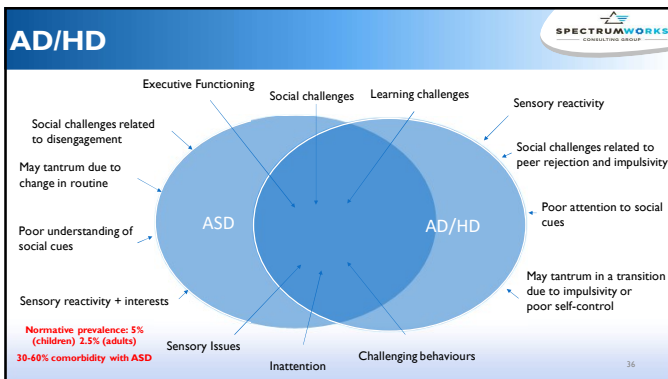 AD/HD
SPECTRUMWORKS
CONSULTING GROUP
Executive Functioning
Social challenges
Learning challenges
Sensory reactivity
Social challenges related
to disengagement
Social challenges related to
peer rejection and impulsivity
May tantrum due to
change in routine
Poor attention to social
cues
ASD
AD/HD
Poor understanding of
social cues
May tantrum in a transition
due to impulsivity or
poor self-control
Sensory reactivity + interests
Normative prevalence: 5%
(children) 2.5% (adults)
30-60% comorbidity with ASD
Sensory Issues
Inattention
Challenging behaviours
36